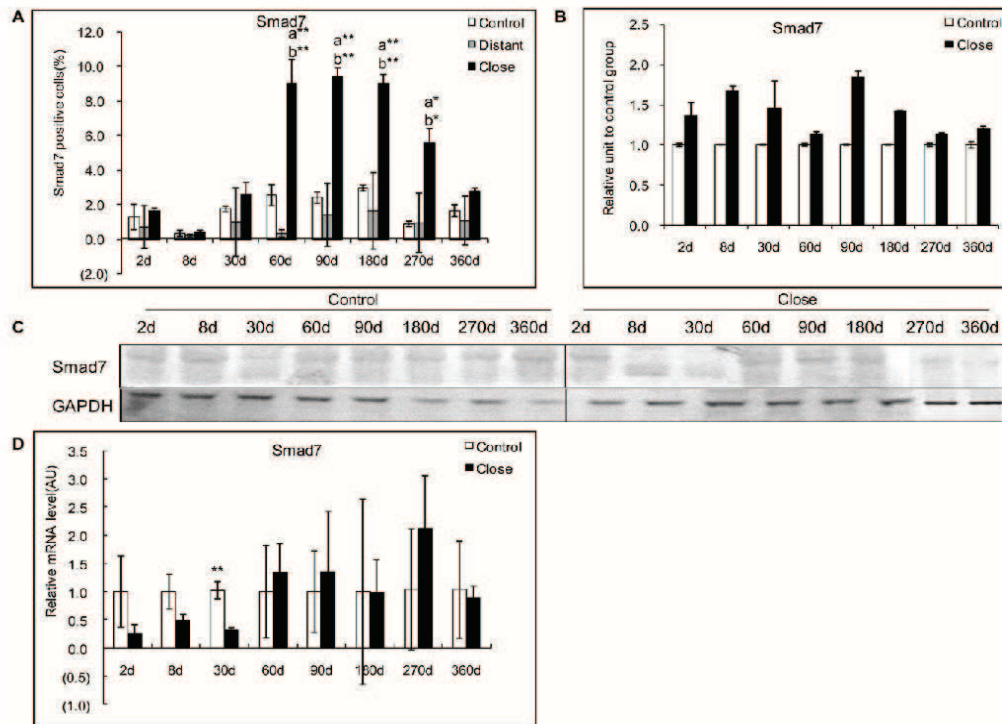 A
Smad7
Control
Distant
Close
Smad7 positive cells(%)
12.0
10.0
8.0
6.0
4.0
2.0
0.0
(2.0)
a** a** a**
b** b** b**
a*
b*
2d 8d 30d 60d 90d 180d 270d 360d
B
Smad7
Control
Close
Relative unit to control group
2.5
2.0
1.5
1.0
0.5
0.0
2d 8d 30d 60d 90d 180d 270d 360d
Control Close
C 2d 8d 30d 60d 90d 180d 270d 360d 2d 8d 30d 60d 90d 180d 270d 360d
Smad7
GAPDH
D
Smad7
Control
Close
Relative mRNA level(AU)
3.5
3.0
2.5
2.0
1.5
1.0
0.5
0.0
(0.5)
(1.0)
**
2d 8d 30d 60d 90d 180d 270d 360d